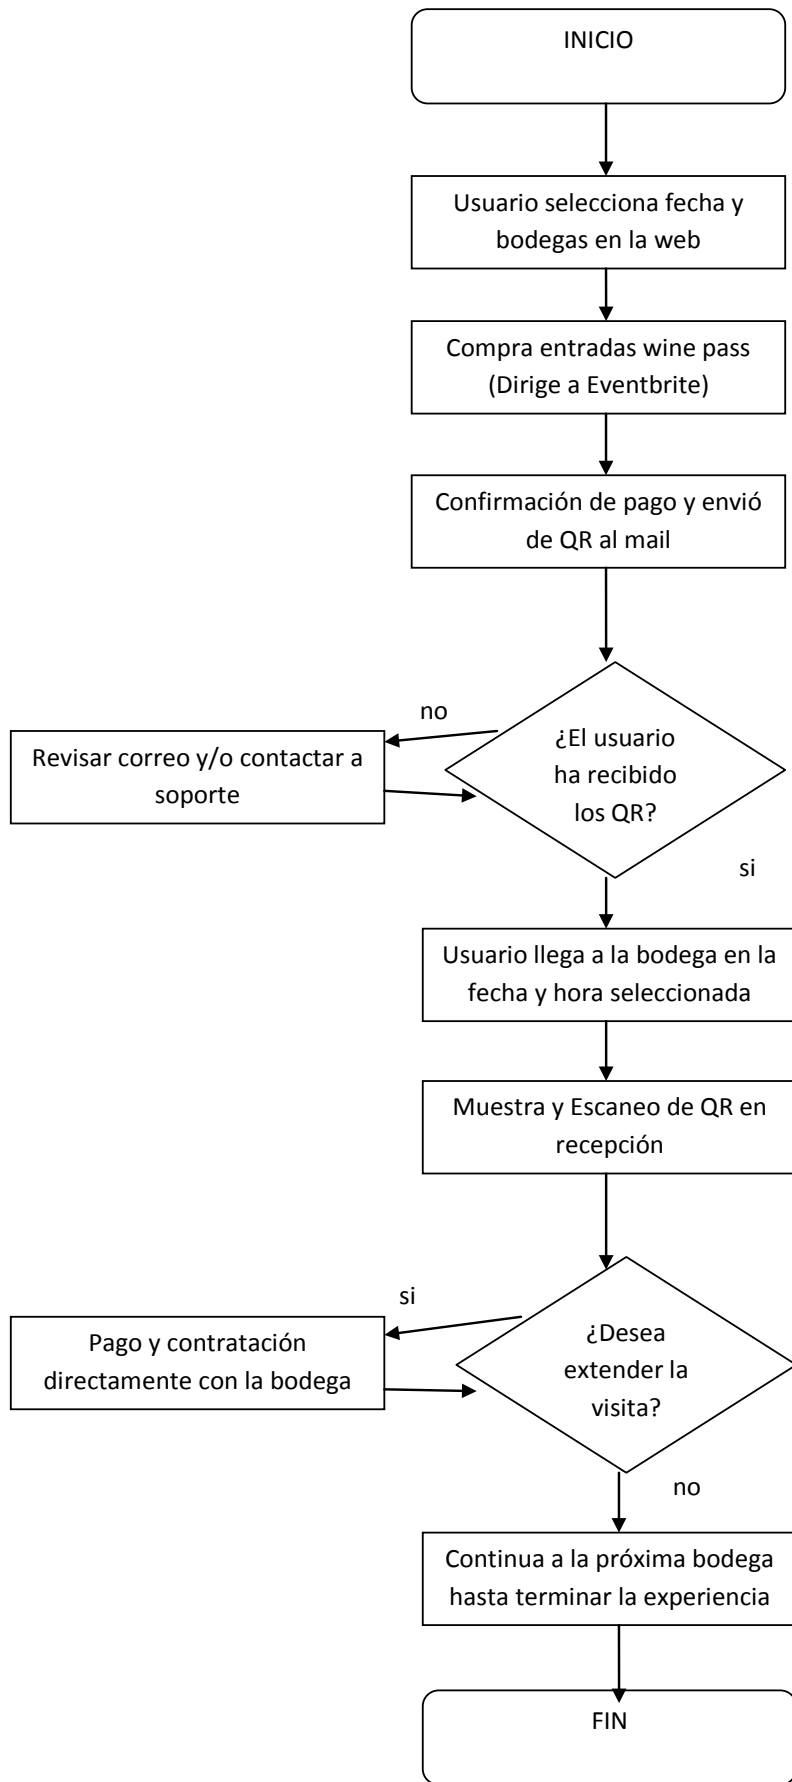 INICIO
Usuario selecciona fecha y
bodegas en la web
Compra entradas wine pass
(Dirige a Eventbrite)
Confirmación de pago y envió
de QR al mail
no
¿El usuario
ha recibido
los QR?
Revisar correo y/o contactar a
soporte
si
Usuario llega a la bodega en la
fecha y hora seleccionada
Muestra y Escaneo de QR en
recepción
si
¿Desea
extender la
visita?
Pago y contratación
directamente con la bodega
no
Continua a la próxima bodega
hasta terminar la experiencia
FIN